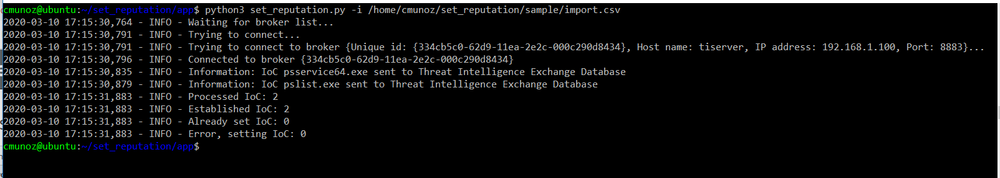 cmunoz@ubuntu:~/set_reputation/app$ python3 set_reputation.py -i /home/cmunoz/set_reputation/sample/import.csv
2020-03-10 17:15:30,764 - INFO - Waiting for broker list...
2020-03-10 17:15:30,791 - INFO - Trying to connect...
2020-03-10 17:15:30,791 - INFO - Trying to connect to broker {Unique id: {334cb5c0-62d9-11ea-2e2c-000c290d8434}, Host name: tiserver, IP address: 192.168.1.100, Port: 8883}...
2020-03-10 17:15:30,796 - INFO - Connected to broker {334cb5c0-62d9-11ea-2e2c-000c290d8434}
2020-03-10 17:15:30,835 - INFO - Information: IoC psservice64.exe sent to Threat Intelligence Exchange Database
2020-03-10 17:15:30,879 - INFO - Information: IoC pslist.exe sent to Threat Intelligence Exchange Database
2020-03-10 17:15:31,883 - INFO - Processed IoC: 2
2020-03-10 17:15:31,883 - INFO - Established IoC: 2
2020-03-10 17:15:31,883 - INFO - Already set IoC: 0
2020-03-10 17:15:31,883 - INFO - Error, setting IoC: 0
cmunoz@ubuntu:~/set_reputation/app$